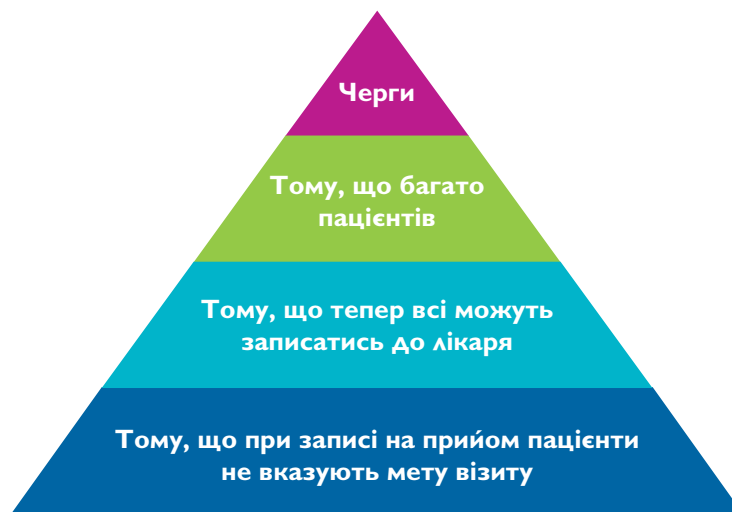 Черги
Тому, що багато
пацієнтів
Тому, що тепер всі можуть
записатись до лікаря
Тому, що при записі на прийом пацієнти
не вказують мету візиту